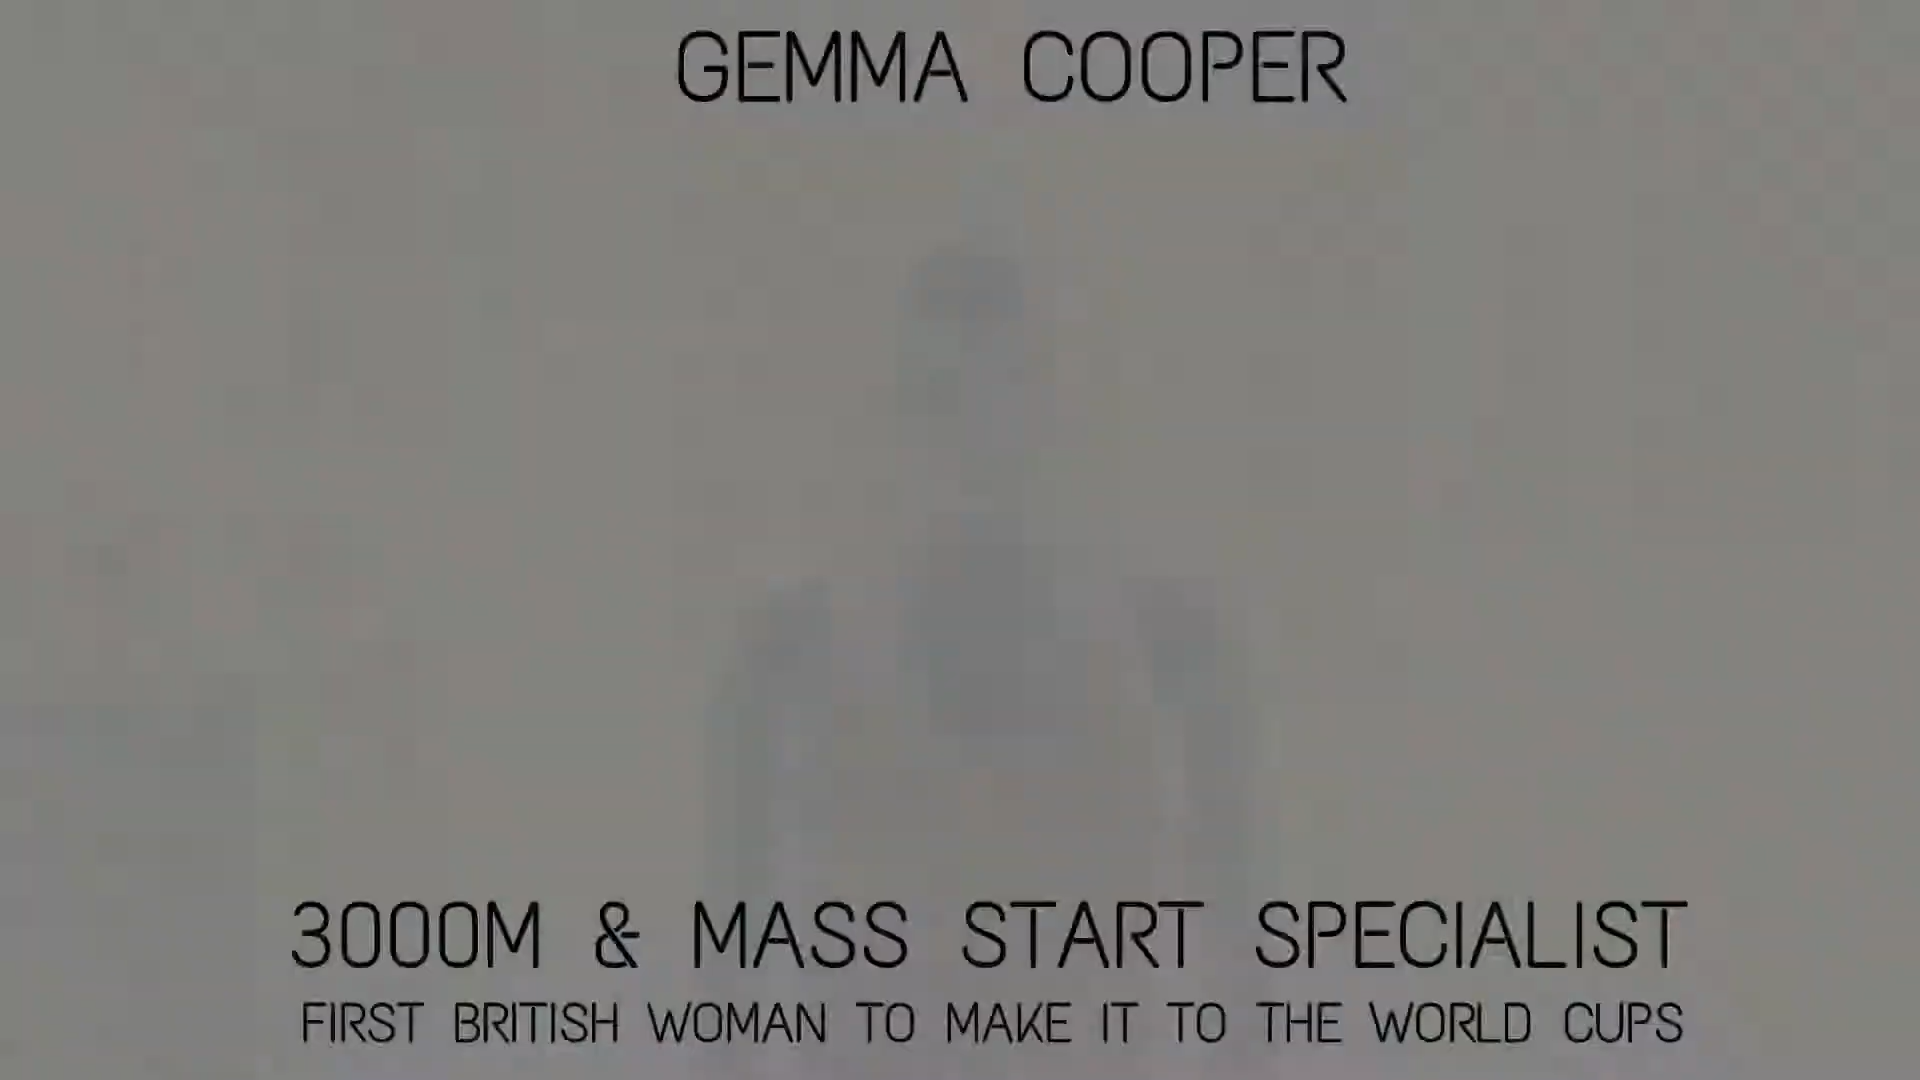 GEMMA COOPER
3000M & MASS START SPECIALIST
FIRST BRITISH WOMAN TO MAKE IT TO THE WORLD CUPS